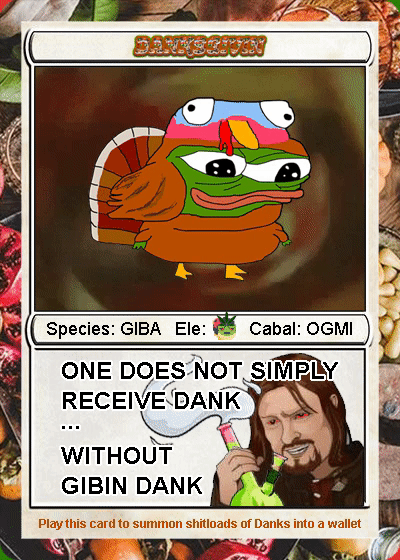 DANKSGIVIN
Species: GIBA Ele: Cabal: OGMI
ONE DOES NOT SIMPLY
RECEIVE DANK
...
WITHOUT
GIBIN DANK
Play this card to summon shitloads of Danks into a wallet